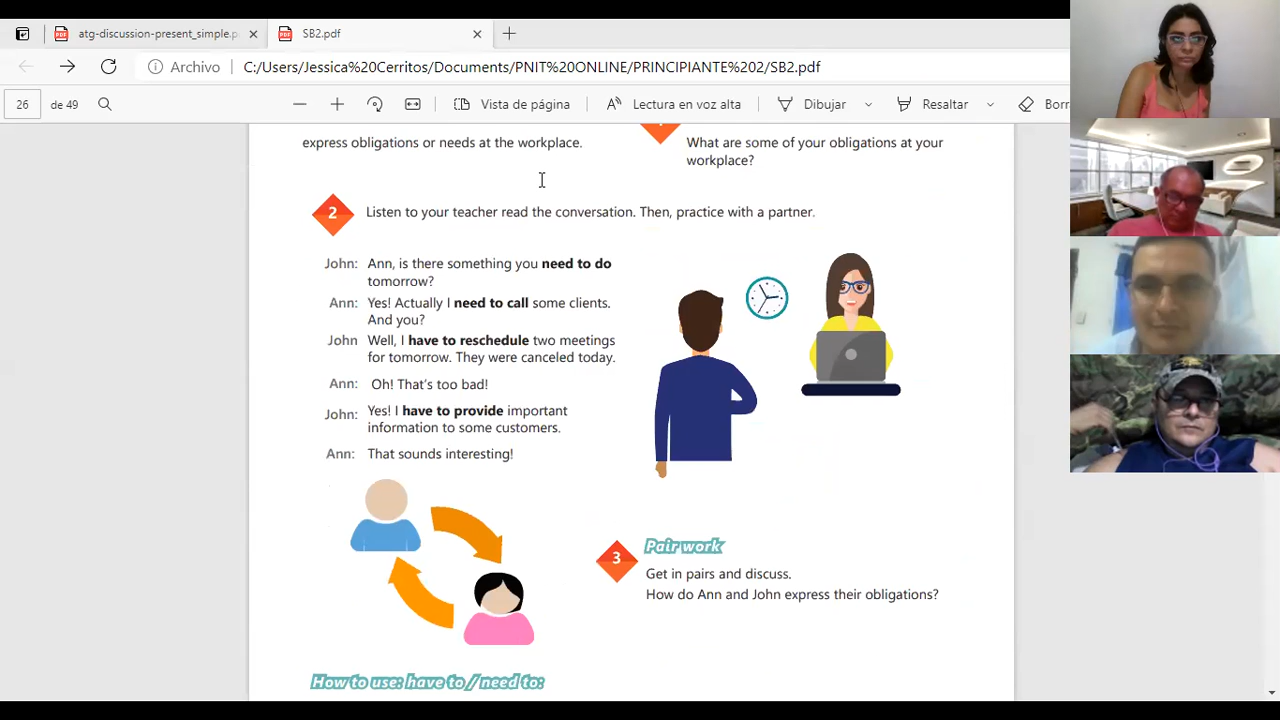 atg-discussion-present_simple.p
SB2.pdf
Archivo
C:/Users/Jessica%20Cerritos/Documents/PNIT%20ONLINE/PRINCIPIANTE%202/SB2.pdf
26 de 49
Vista de página
Lectura en voz alta
Dibujar
Resaltar
Borr
express obligations or needs at the workplace.
What are some of your obligations at your
workplace?
2 Listen to your teacher read the conversation. Then, practice with a partner.
John: Ann, is there something you need to do
tomorrow?
Ann: Yes! Actually I need to call some clients.
And you?
John Well, I have to reschedule two meetings
for tomorrow. They were canceled today.
Ann: Oh! That's too bad!
John: Yes! I have to provide important
information to some customers.
Ann: That sounds interesting!
3 Pair work
Get in pairs and discuss.
How do Ann and John express their obligations?
How to use: have to / need to: